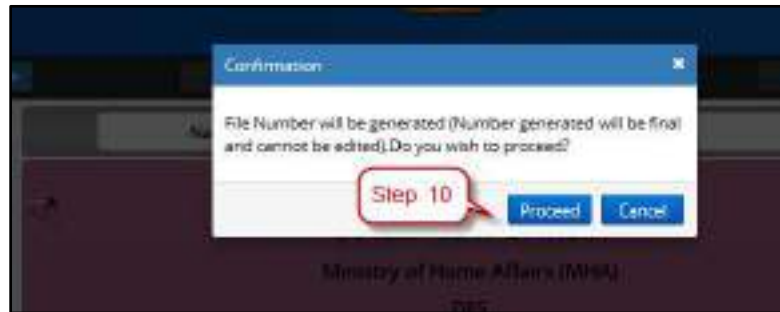 Confirmation
File Number will be generated (Number generated will be final
and cannot be edited).Do you wish to proceed?
Step 10
Proceed Cancel
Ministry of Home Affairs (MHA)